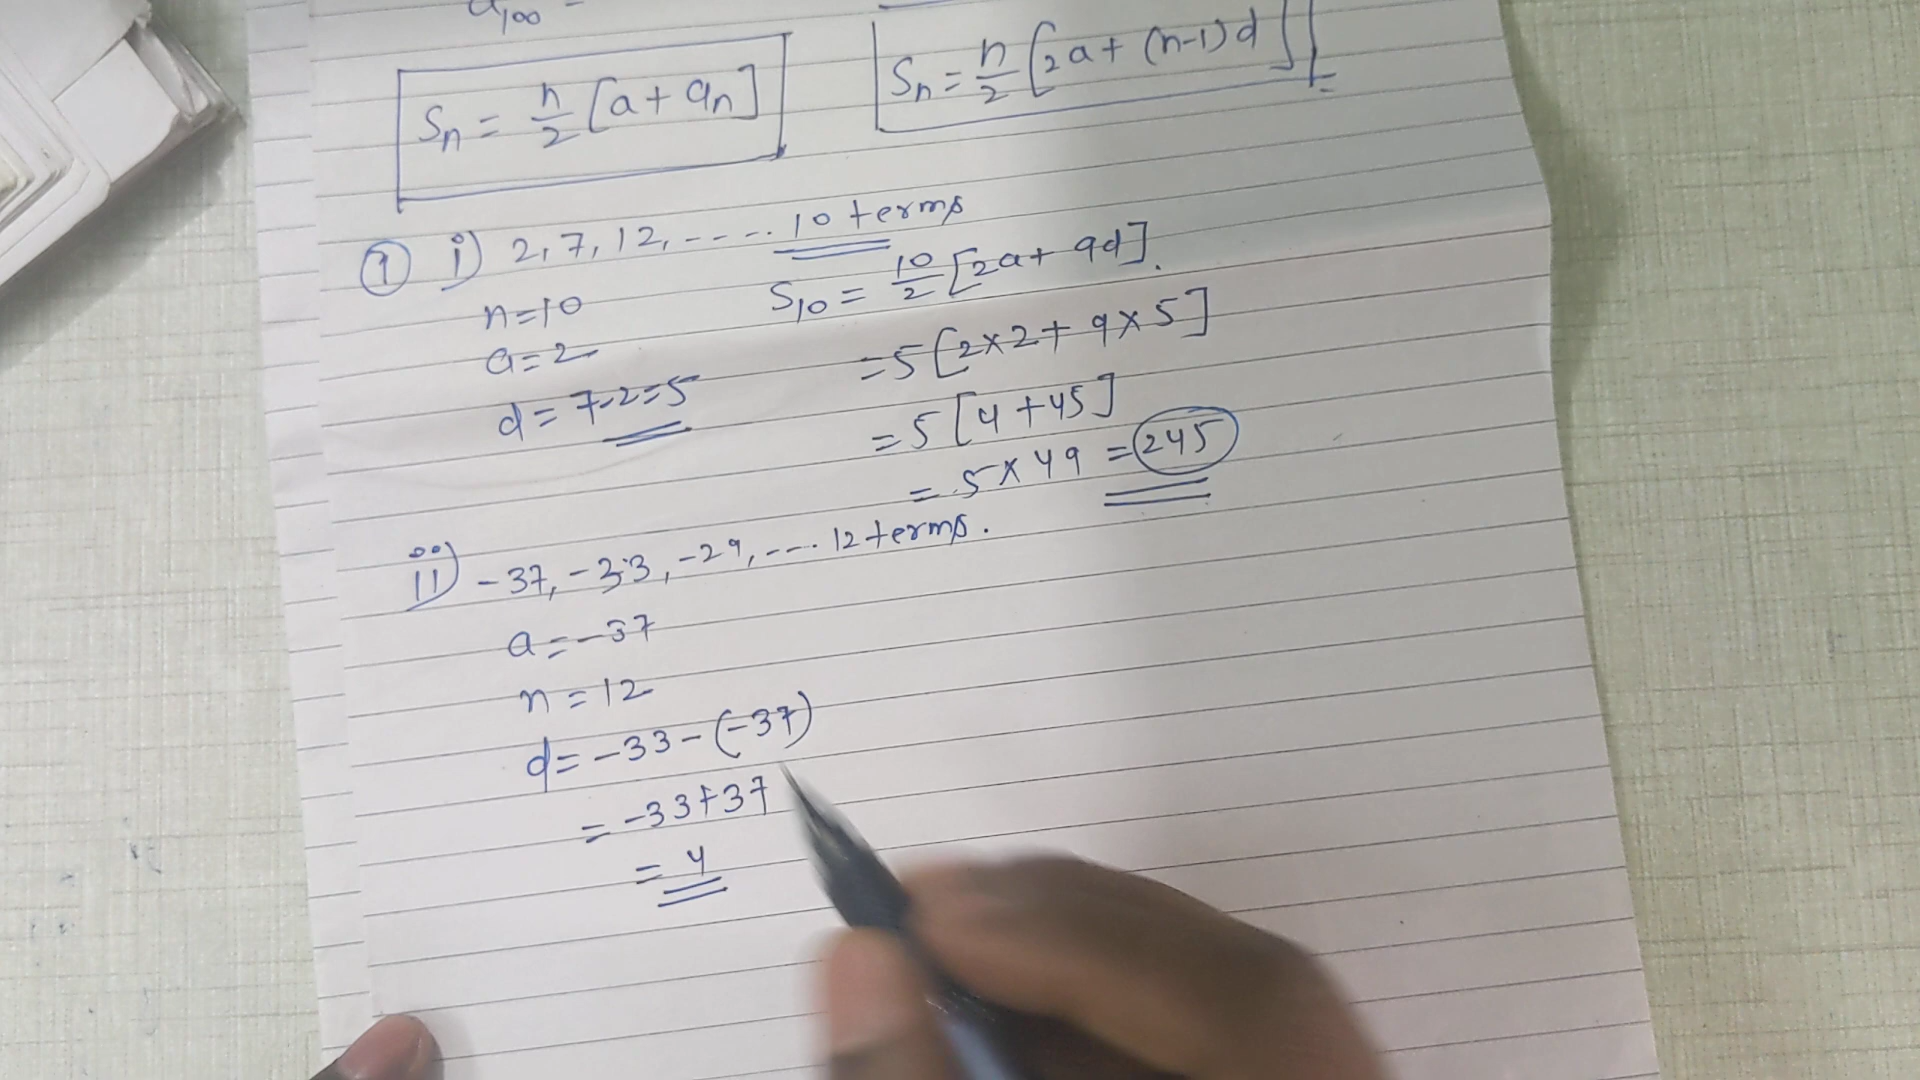 a₁₀₀ =
Sₙ = n/2 [a + aₙ]
Sₙ = n/2 [2a + (n-1)d]
① i) 2, 7, 12, ---- 10 terms
n=10
a=2
d = 7-2=5
S₁₀ = 10/2 [2a + 9d].
= 5 [2×2 + 9×5]
= 5 [4 + 45]
= 5 × 49 = 245
ii) -37, -33, -29, ---- 12 terms.
a = -37
n = 12
d = -33 - (-37)
= -33+37
= 4